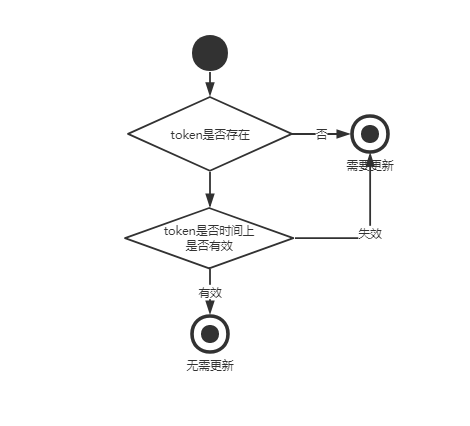 token是否存在
否
需要更新
token是否时间上
是否有效
失效
有效
无需更新